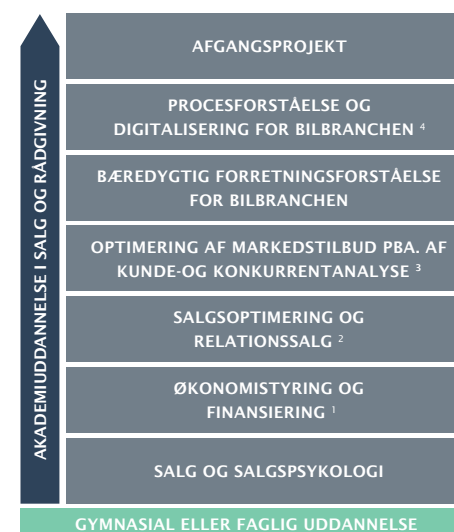 AKADEMIUDDANNELSE I SALG OG RÅDGIVNING
AFGANGSPROJEKT
PROCESFORSTÅELSE OG
DIGITALISERING FOR BILBRANCHEN 4
BÆREDYGTIG FORRETNINGSFORSTÅELSE
FOR BILBRANCHEN
OPTIMERING AF MARKEDSTILBUD PBA. AF
KUNDE-OG KONKURRENTANALYSE 3
SALGSOPTIMERING OG
RELATIONSSALG 2
ØKONOMISTYRING OG
FINANSIERING 1
SALG OG SALGSPSYKOLOGI
GYMNASIAL ELLER FAGLIG UDDANNELSE